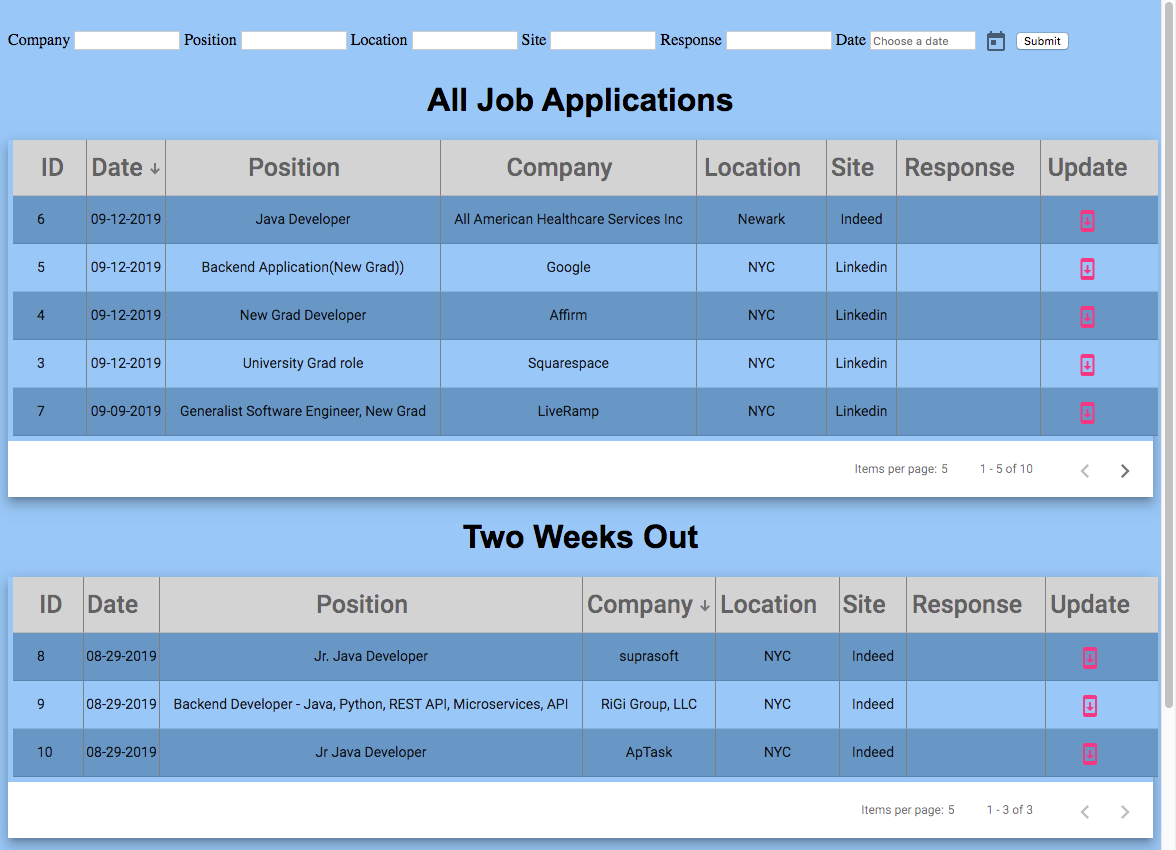 Company Position Location Site Response Date Choose a date Submit
All Job Applications
ID Date Position Company Location Site Response Update
6 09-12-2019 Java Developer All American Healthcare Services Inc Newark Indeed
5 09-12-2019 Backend Application(New Grad)) Google NYC Linkedin
4 09-12-2019 New Grad Developer Affirm NYC Linkedin
3 09-12-2019 University Grad role Squarespace NYC Linkedin
7 09-09-2019 Generalist Software Engineer, New Grad LiveRamp NYC Linkedin
Items per page: 5 1 - 5 of 10
Two Weeks Out
ID Date Position Company Location Site Response Update
8 08-29-2019 Jr. Java Developer suprasoft NYC Indeed
9 08-29-2019 Backend Developer - Java, Python, REST API, Microservices, API RiGi Group, LLC NYC Indeed
10 08-29-2019 Jr Java Developer ApTask NYC Indeed
Items per page: 5 1 - 3 of 3